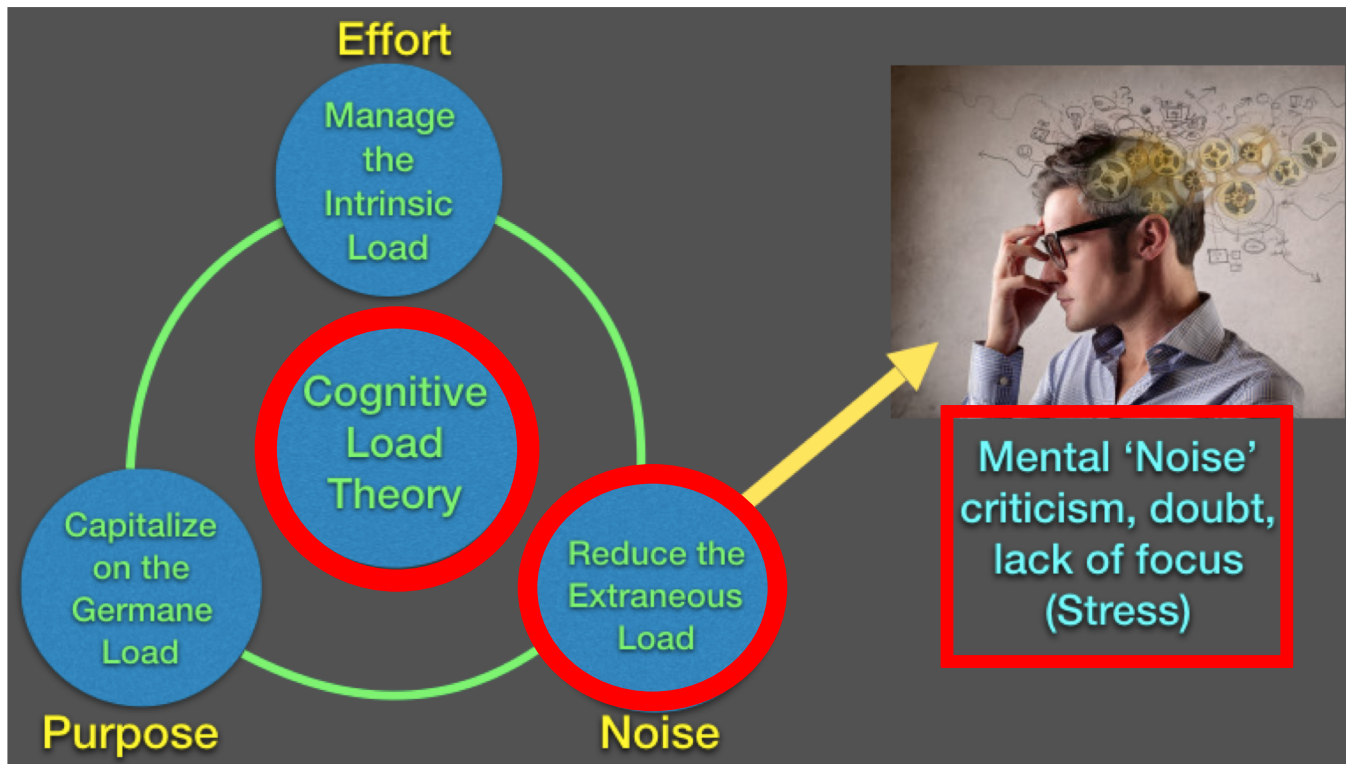 Effort
Manage
the
Intrinsic
Load
Cognitive
Load
Theory
Capitalize
on the
Germane
Load
Purpose
Reduce the
Extraneous
Load
Noise
Mental ‘Noise’
criticism, doubt,
lack of focus
(Stress)